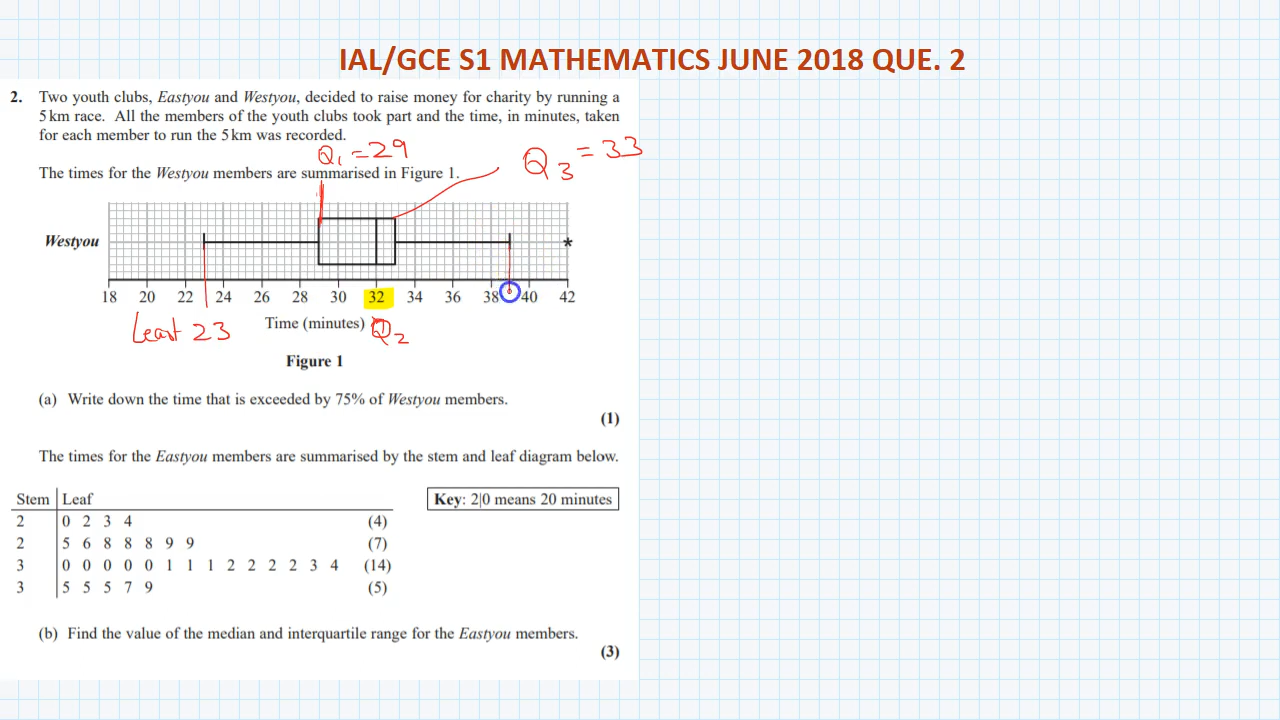 IAL/GCE S1 MATHEMATICS JUNE 2018 QUE. 2
2. Two youth clubs, Eastyou and Westyou, decided to raise money for charity by running a
5 km race. All the members of the youth clubs took part and the time, in minutes, taken
for each member to run the 5 km was recorded.
Q1 = 29
Q3 = 33
The times for the Westyou members are summarised in Figure 1.
Westyou
*
18 20 22 24 26 28 30 32 34 36 38 40 42
Least 23
Time (minutes)
Q2
Figure 1
(a) Write down the time that is exceeded by 75% of Westyou members.
(1)
The times for the Eastyou members are summarised by the stem and leaf diagram below.
Stem Leaf
Key: 2|0 means 20 minutes
2 0 2 3 4 (4)
2 5 6 8 8 8 9 9 (7)
3 0 0 0 0 0 1 1 1 2 2 2 2 3 4 (14)
3 5 5 5 7 9 (5)
(b) Find the value of the median and interquartile range for the Eastyou members.
(3)